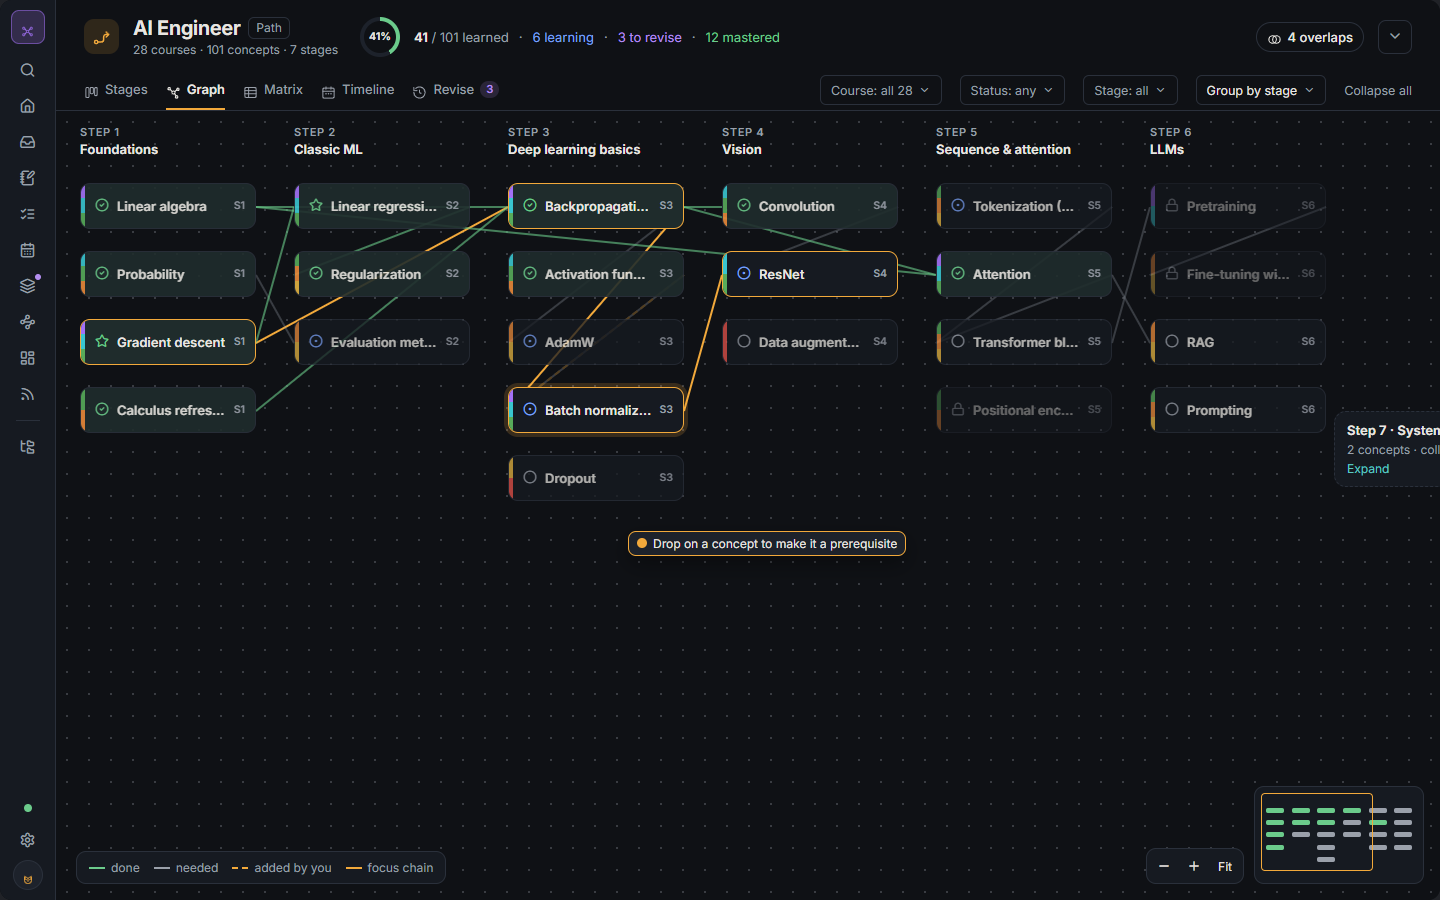 AI Engineer Path
28 courses · 101 concepts · 7 stages
41%
41 / 101 learned · 6 learning · 3 to revise · 12 mastered
4 overlaps
Stages
Graph
Matrix
Timeline
Revise 3
Course: all 28
Status: any
Stage: all
Group by stage
Collapse all
STEP 1
Foundations
Linear algebra S1
Probability S1
Gradient descent S1
Calculus refres... S1
STEP 2
Classic ML
Linear regressi... S2
Regularization S2
Evaluation met... S2
STEP 3
Deep learning basics
Backpropagati... S3
Activation fun... S3
AdamW S3
Batch normaliz... S3
Dropout S3
STEP 4
Vision
Convolution S4
ResNet S4
Data augment... S4
STEP 5
Sequence & attention
Tokenization (... S5
Attention S5
Transformer bl... S5
Positional enc... S5
STEP 6
LLMs
Pretraining S6
Fine-tuning wi... S6
RAG S6
Prompting S6
Step 7 · System
2 concepts · coll
Expand
Drop on a concept to make it a prerequisite
done
needed
added by you
focus chain
− + Fit